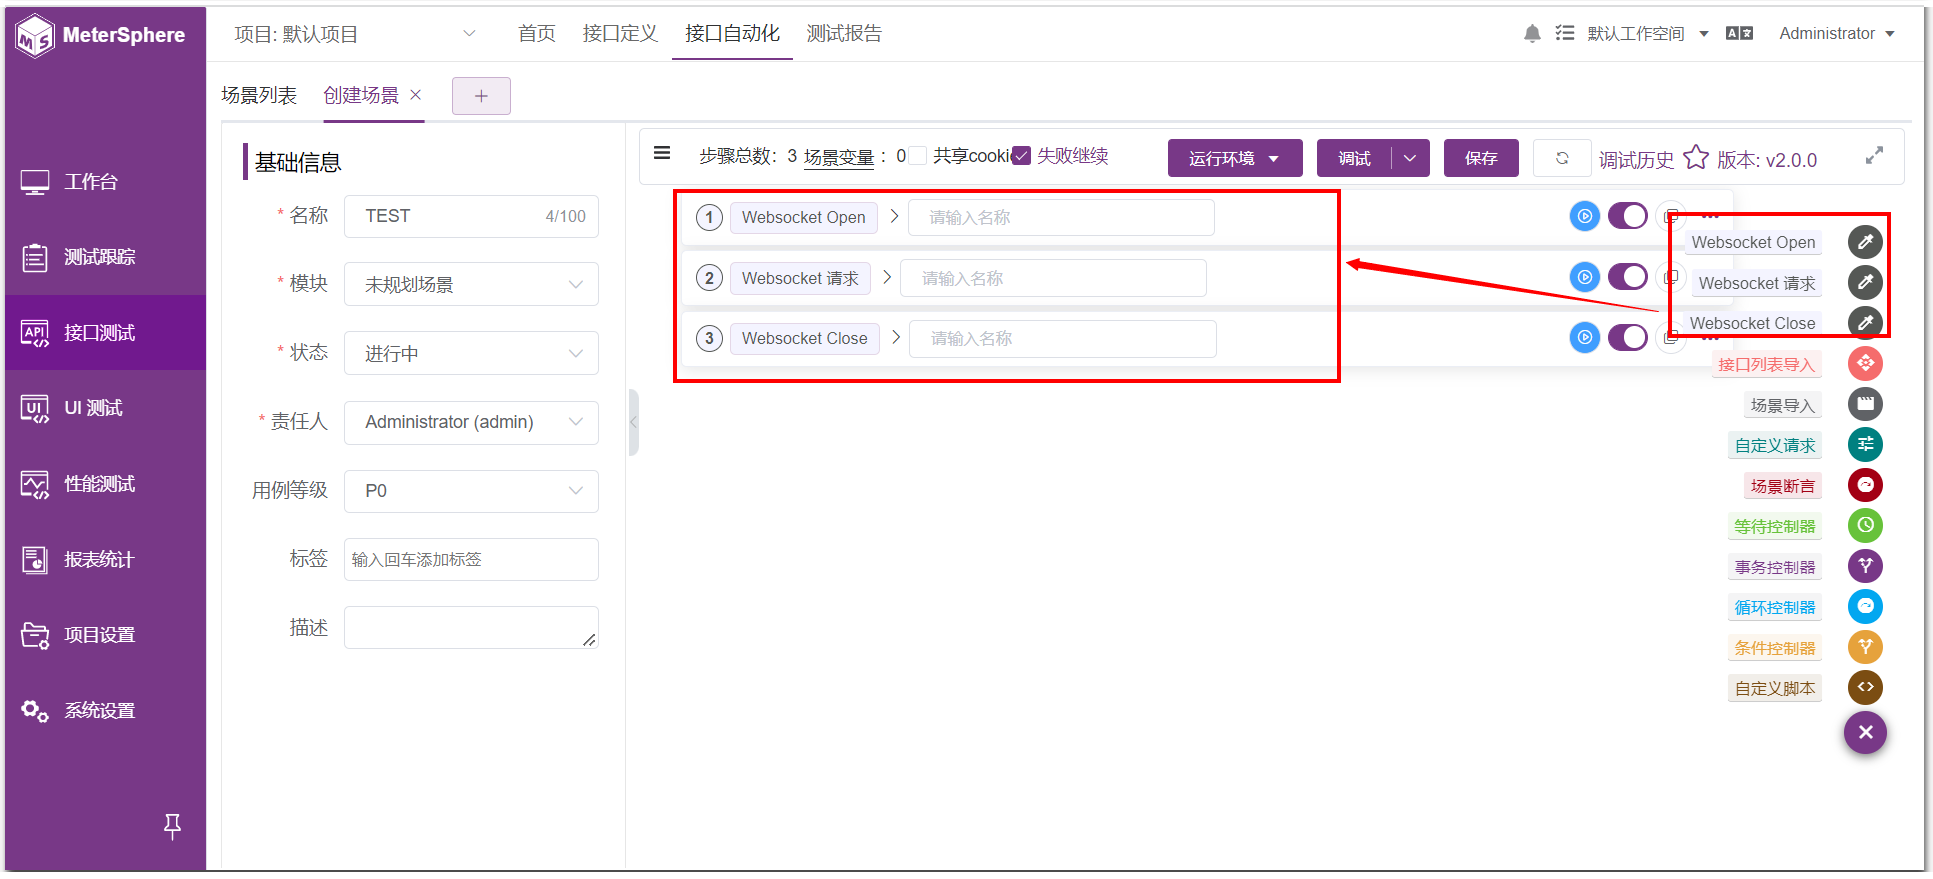 MeterSphere
项目: 默认项目
首页
接口定义
接口自动化
测试报告
默认工作空间
Administrator
场景列表
创建场景
工作台
测试跟踪
接口测试
UI 测试
性能测试
报表统计
项目设置
系统设置
基础信息
* 名称 TEST 4/100
* 模块 未规划场景
* 状态 进行中
* 责任人 Administrator (admin)
用例等级 P0
标签 输入回车添加标签
描述
步骤总数: 3 场景变量 : 0 共享cooki 失败继续
运行环境
调试
保存
调试历史
版本: v2.0.0
1 Websocket Open 请输入名称
2 Websocket 请求 请输入名称
3 Websocket Close 请输入名称
Websocket Open
Websocket 请求
Websocket Close
接口列表导入
场景导入
自定义请求
场景断言
等待控制器
事务控制器
循环控制器
条件控制器
自定义脚本